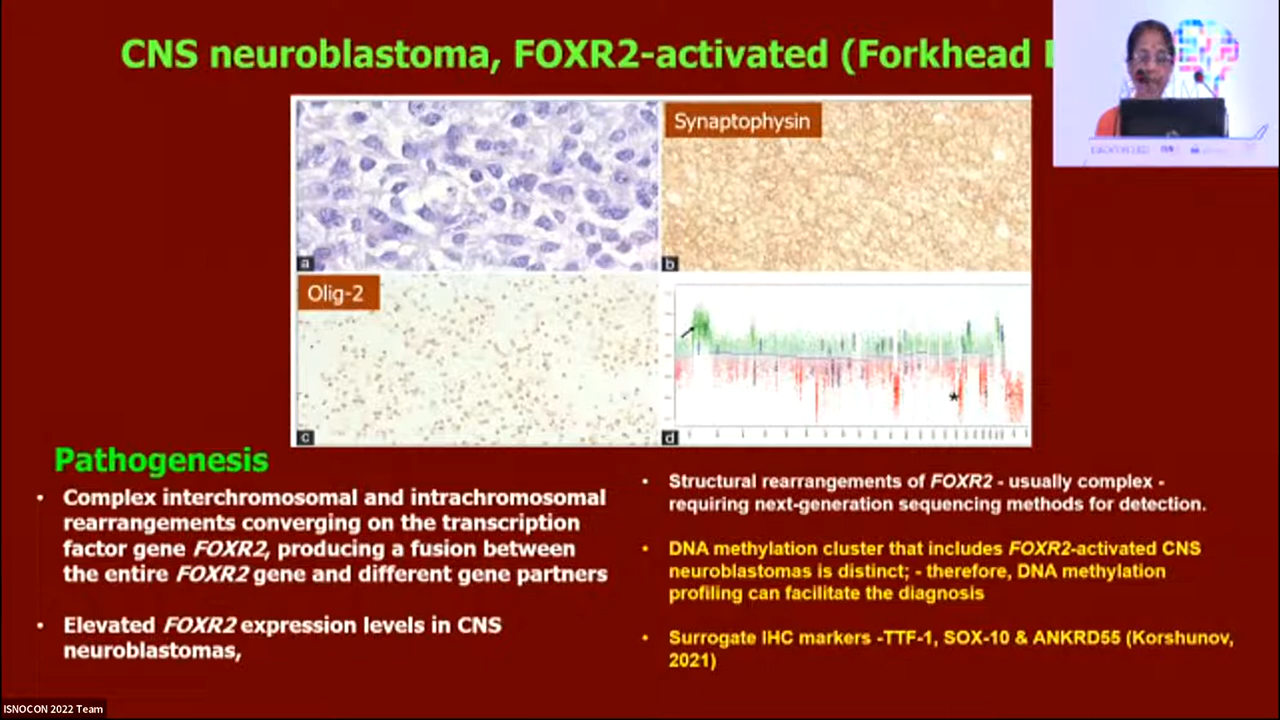 CNS neuroblastoma, FOXR2-activated (Forkhead
Synaptophysin
a
b
Olig-2
c
d
*
Pathogenesis
• Complex interchromosomal and intrachromosomal
rearrangements converging on the transcription
factor gene FOXR2, producing a fusion between
the entire FOXR2 gene and different gene partners
• Elevated FOXR2 expression levels in CNS
neuroblastomas,
• Structural rearrangements of FOXR2 - usually complex -
requiring next-generation sequencing methods for detection.
• DNA methylation cluster that includes FOXR2-activated CNS
neuroblastomas is distinct; - therefore, DNA methylation
profiling can facilitate the diagnosis
• Surrogate IHC markers -TTF-1, SOX-10 & ANKRD55 (Korshunov,
2021)
ISNOCON 2022 Team